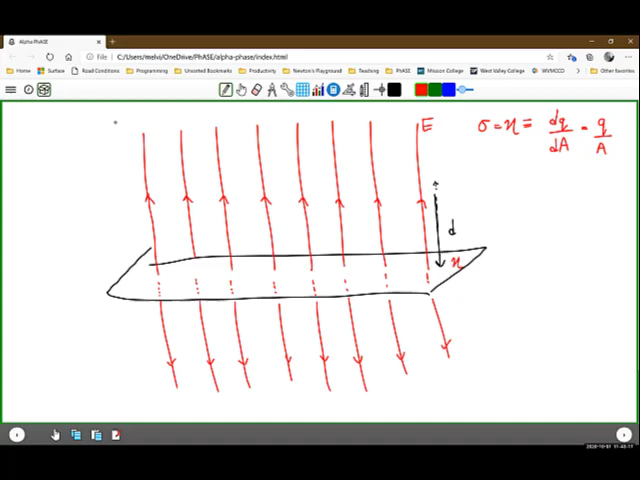 Alpha-PhASE
File | C:/Users/melvi/OneDrive/PhASE/alpha-phase/index.html
Home Surface Road Conditions Programming Unsorted Bookmarks Productivity Newton's Playground Teaching PhASE Mission College West Valley College WVMCCD Other favorites
E
σ = η ≡ dq/dA = q/A
d
η